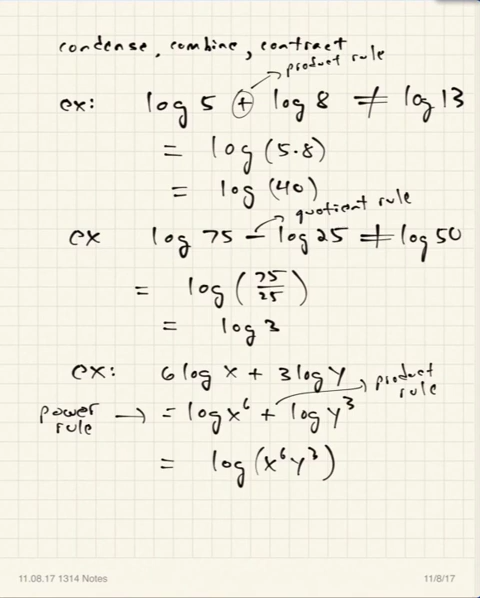 condense, combine, contract
product rule
ex: log 5 + log 8 ≠ log 13
= log (5·8)
= log (40)
quotient rule
ex log 75 - log 25 ≠ log 50
= log (75/25)
= log 3
ex: 6 log x + 3 log y
product rule
power rule → = log x⁶ + log y³
= log (x⁶y³)
11.08.17 1314 Notes 11/8/17